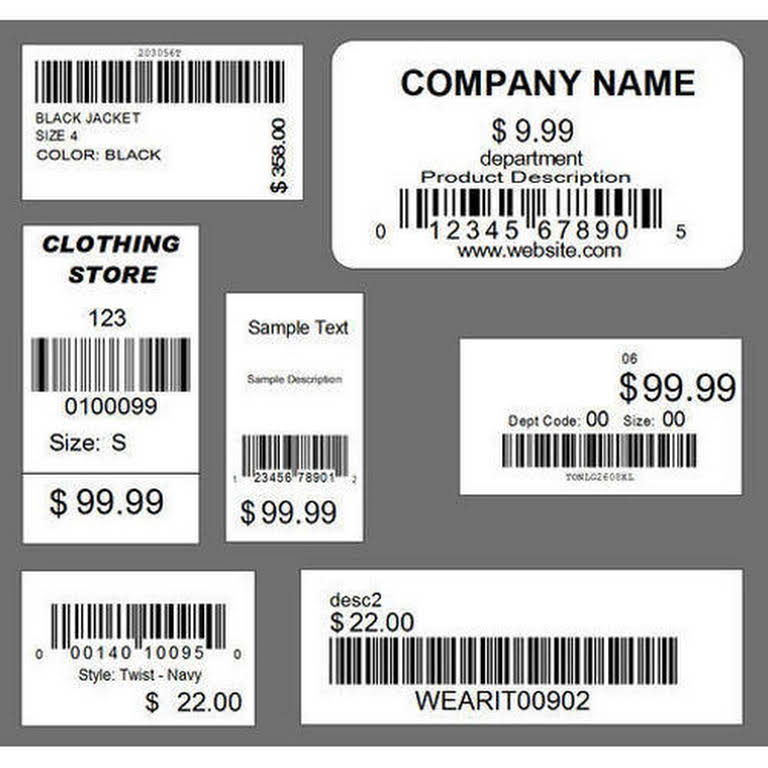 203056T
BLACK JACKET
SIZE 4
COLOR: BLACK
$ 358.00
COMPANY NAME
$ 9.99
department
Product Description
0 12345 67890 5
www.website.com
CLOTHING
STORE
123
0100099
Size: S
$ 99.99
Sample Text
Sample Description
1 23456 78901 2
$ 99.99
06
$ 99.99
Dept Code: 00 Size: 00
TONLG2608XL
0 00140 10095 0
Style: Twist - Navy
$ 22.00
desc2
$ 22.00
WEARIT00902